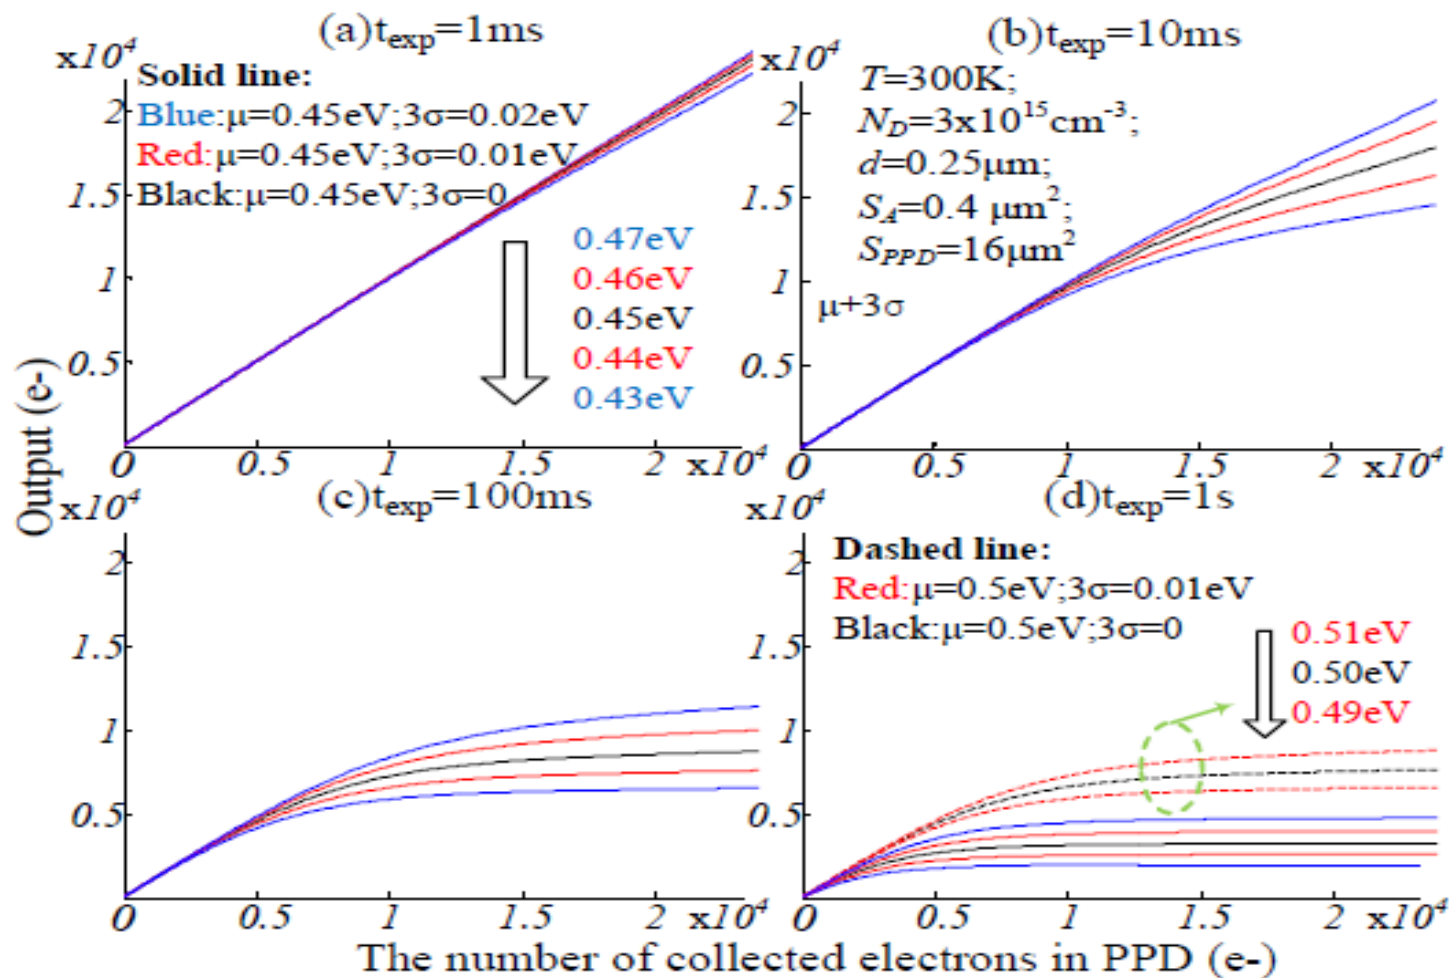 (a)t_exp=1ms
x10^4
Solid line:
Blue:μ=0.45eV;3σ=0.02eV
Red:μ=0.45eV;3σ=0.01eV
Black:μ=0.45eV;3σ=0
0.47eV
0.46eV
0.45eV
0.44eV
0.43eV
2
1.5
1
0.5
0 0.5 1 1.5 2 x10^4
(b)t_exp=10ms
x10^4
T=300K;
N_D=3x10^15cm^-3;
d=0.25μm;
S_A=0.4 μm^2;
S_PPD=16μm^2
μ+3σ
2
1
1.5
1
0.5
0 0.5 1 1.5 2 x10^4
Output (e-)
(c)t_exp=100ms
x10^4
2
1.5
1
0.5
0 0.5 1 1.5 2 x10^4
(d)t_exp=1s
x10^4
Dashed line:
Red:μ=0.5eV;3σ=0.01eV
Black:μ=0.5eV;3σ=0
0.51eV
0.50eV
0.49eV
2
1.5
1
0.5
0 0.5 1 1.5 2 x10^4
The number of collected electrons in PPD (e-)